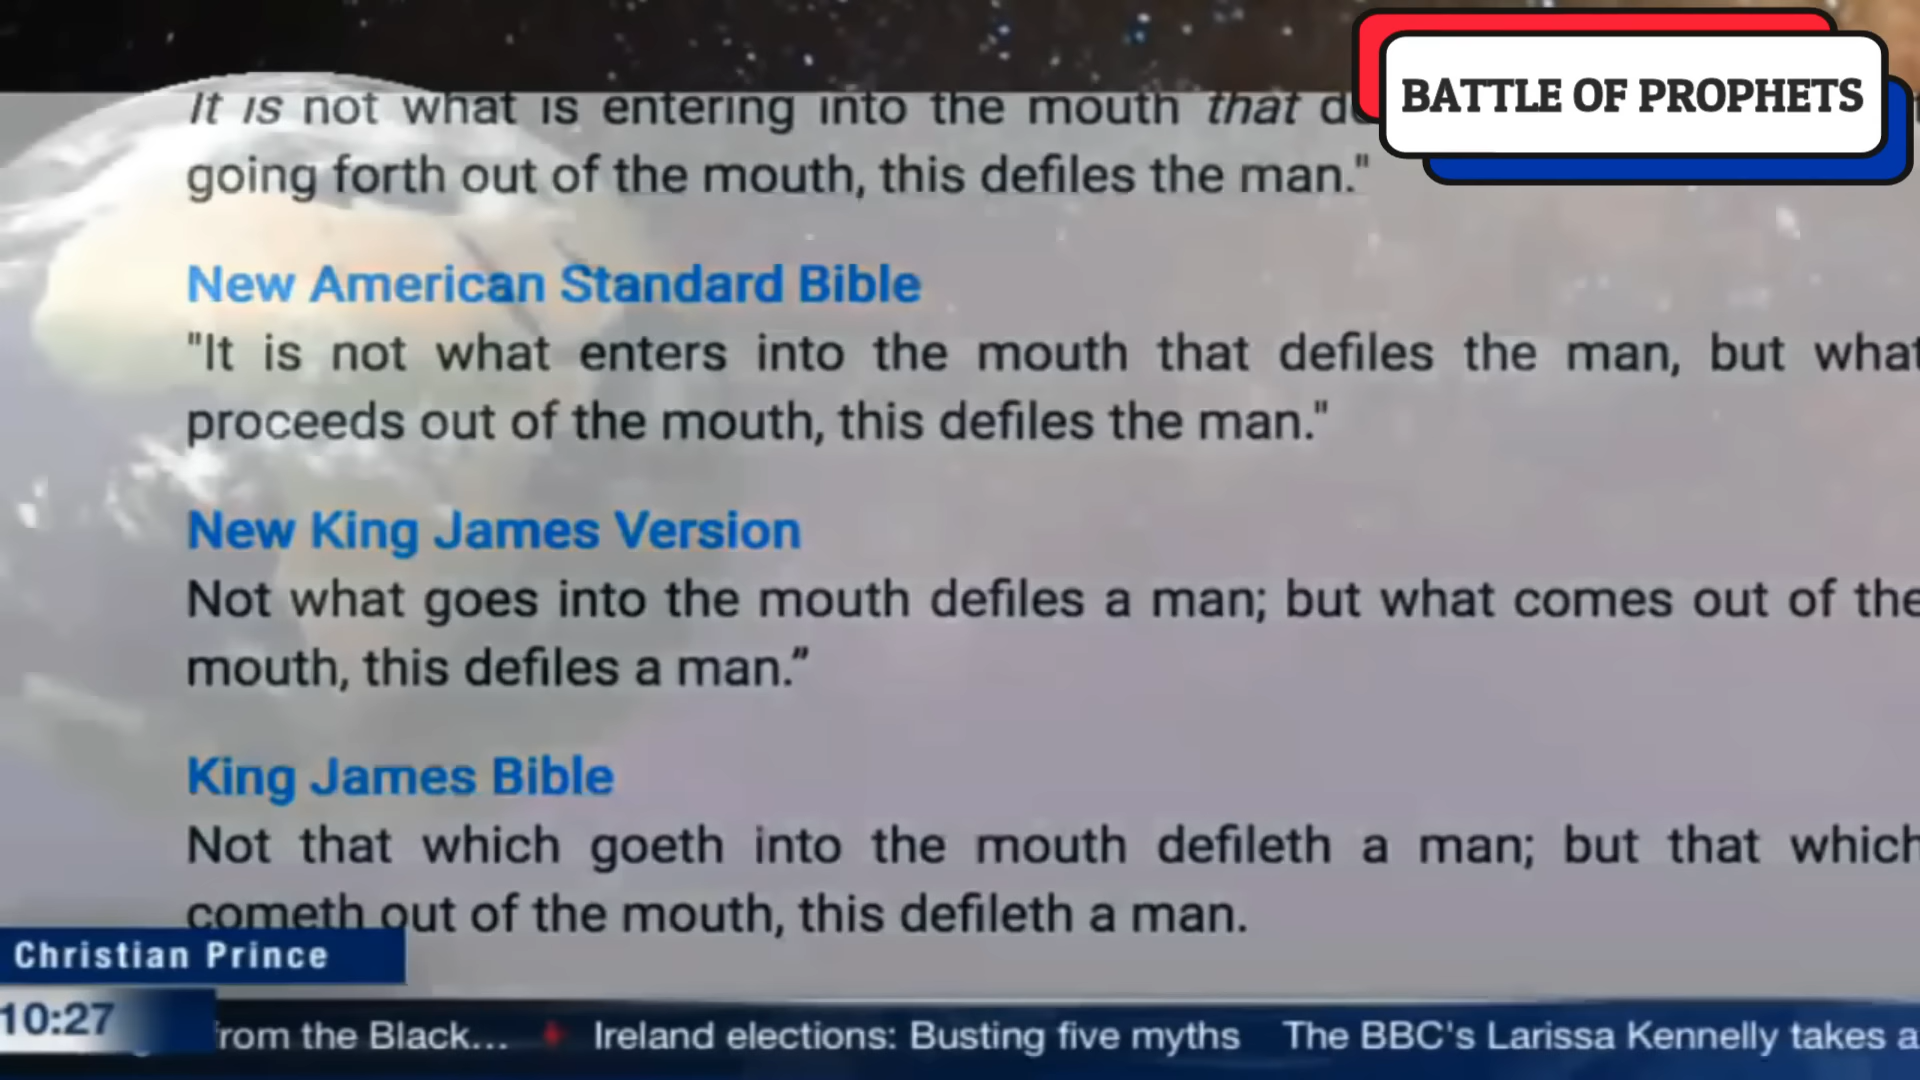 BATTLE OF PROPHETS
It is not what is entering into the mouth that
going forth out of the mouth, this defiles the man."
New American Standard Bible
"It is not what enters into the mouth that defiles the man, but what
proceeds out of the mouth, this defiles the man."
New King James Version
Not what goes into the mouth defiles a man; but what comes out of the
mouth, this defiles a man.”
King James Bible
Not that which goeth into the mouth defileth a man; but that which
cometh out of the mouth, this defileth a man.
Christian Prince
10:27
from the Black... Ireland elections: Busting five myths The BBC's Larissa Kennelly takes a